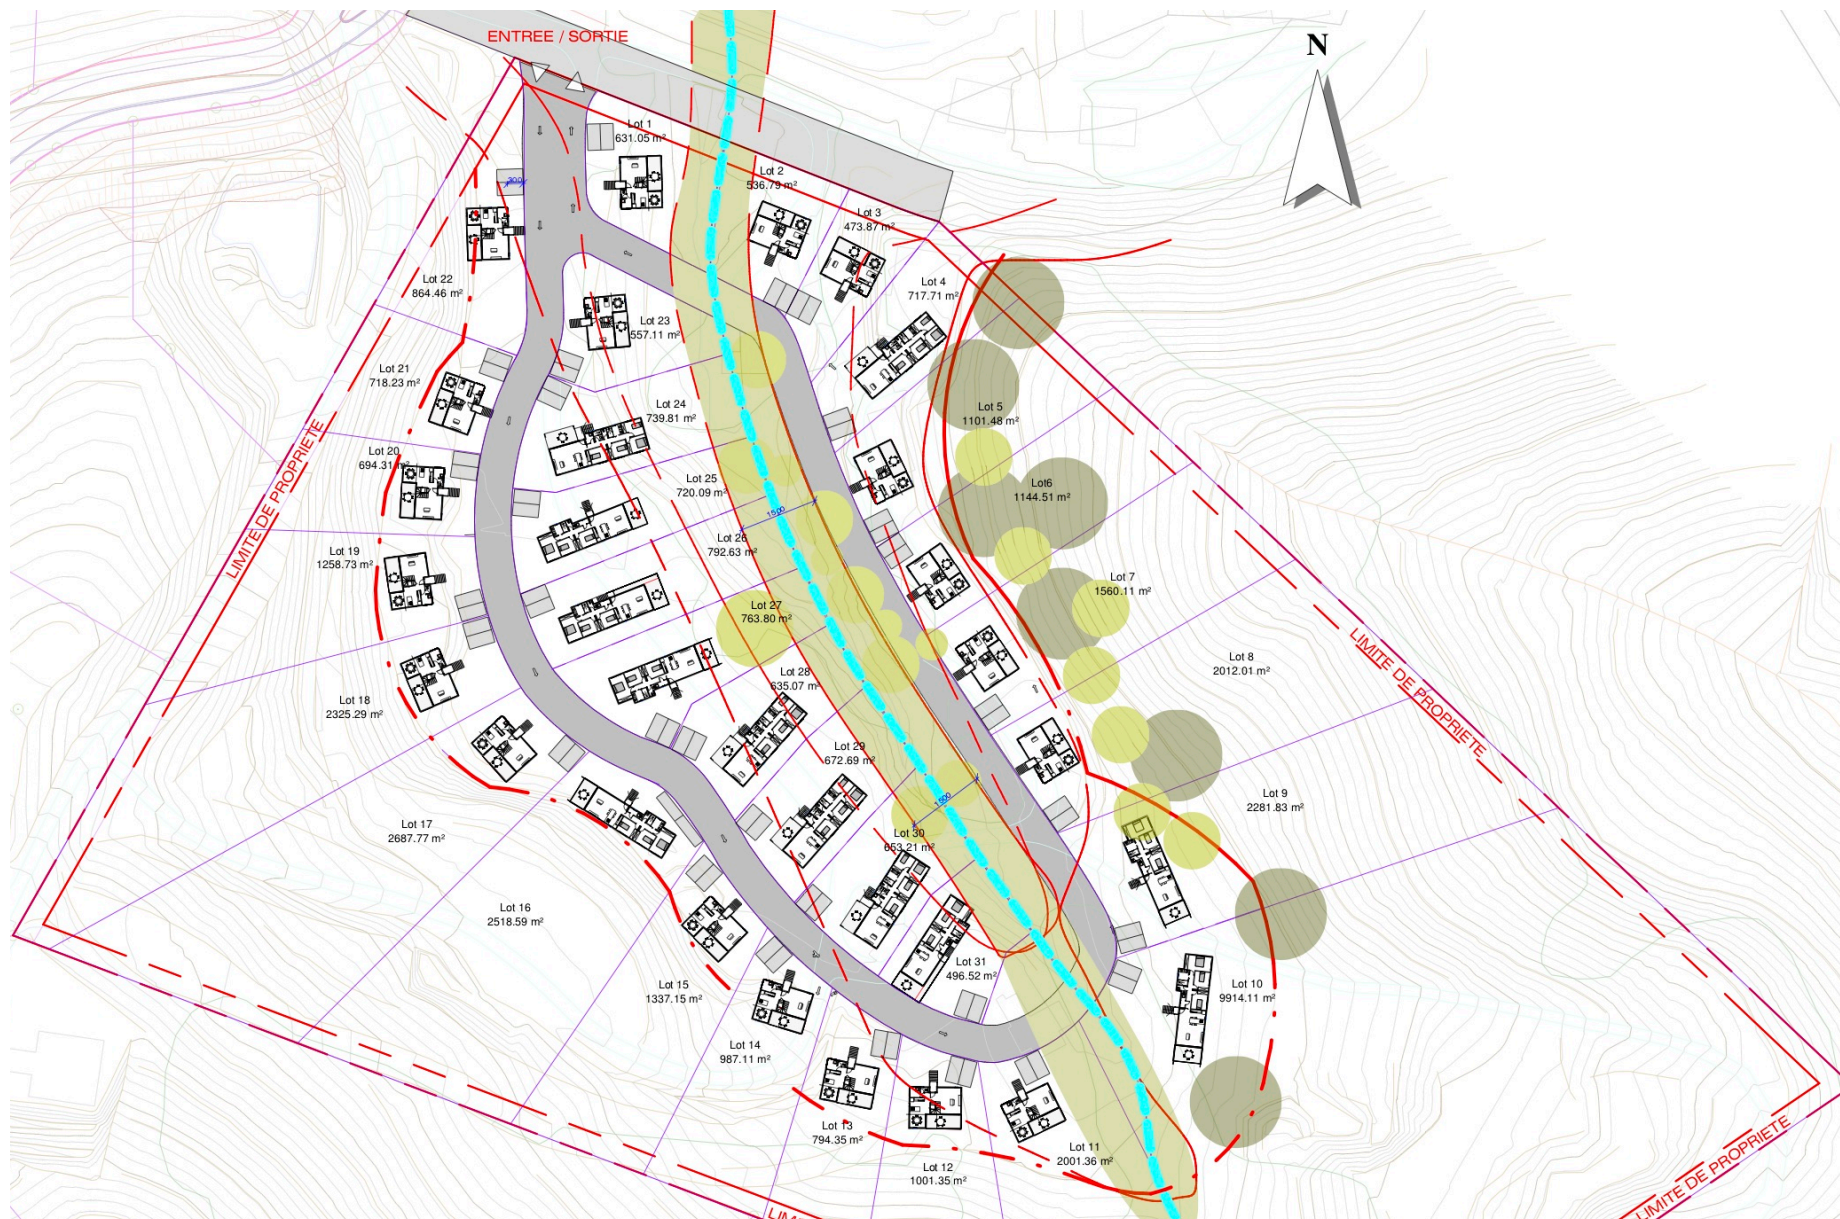 ENTREE / SORTIE
N
Lot 1
631.05 m²
Lot 2
536.79 m²
300
Lot 3
473.87 m²
Lot 22
864.46 m²
Lot 4
717.71 m²
Lot 23
557.11 m²
Lot 21
718.23 m²
Lot 24
739.81 m²
Lot 5
1101.48 m²
Lot 20
694.31 m²
LIMITE DE PROPRIETE
Lot 25
720.09 m²
Lot6
1144.51 m²
1500
Lot 26
792.63 m²
Lot 19
1258.73 m²
Lot 7
1560.11 m²
Lot 27
763.80 m²
Lot 8
2012.01 m²
LIMITE DE PROPRIETE
Lot 28
635.07 m²
Lot 18
2325.29 m²
Lot 29
672.69 m²
Lot 9
2281.83 m²
1500
Lot 17
2687.77 m²
Lot 30
653.21 m²
Lot 16
2518.59 m²
Lot 31
496.52 m²
Lot 15
1337.15 m²
Lot 10
9914.11 m²
Lot 14
987.11 m²
Lot 13
794.35 m²
Lot 11
2001.36 m²
Lot 12
1001.35 m²
LIMITE DE PROPRIETE